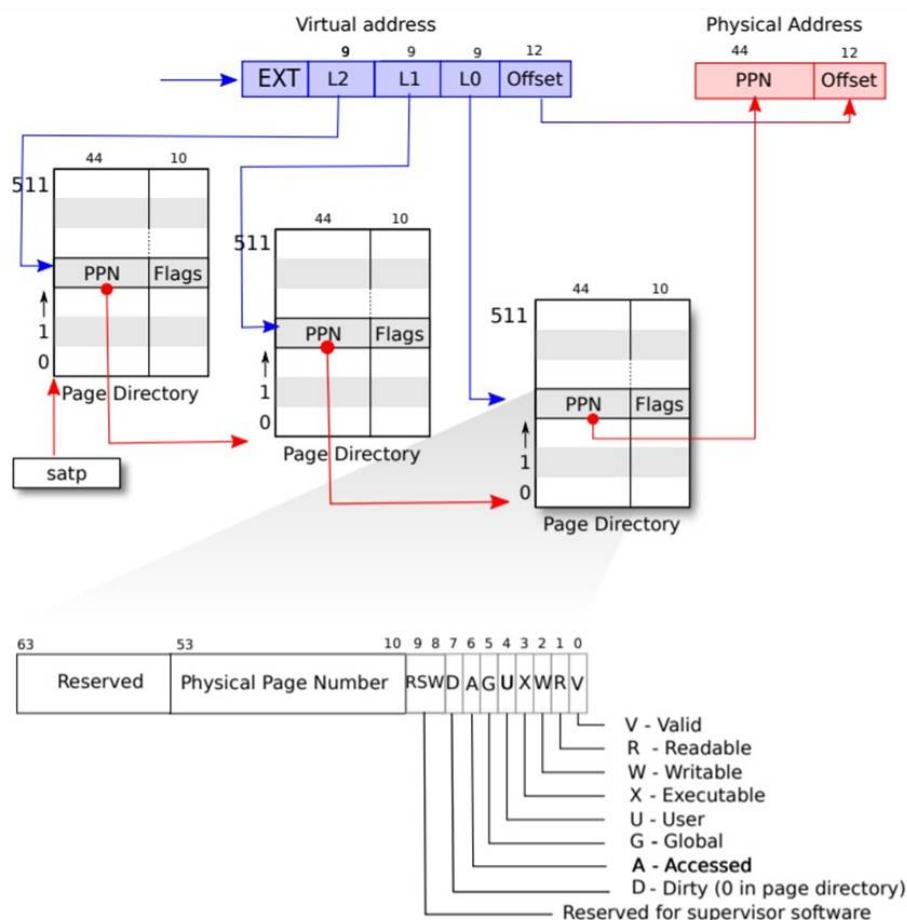 Virtual address
Physical Address
9 9 9 12
44 12
EXT L2 L1 L0 Offset
PPN Offset
44 10
511
PPN Flags
1
0
Page Directory
satp
44 10
511
PPN Flags
1
0
Page Directory
44 10
511
PPN Flags
1
0
Page Directory
63 53 10 9 8 7 6 5 4 3 2 1 0
Reserved Physical Page Number RSW D A G U X W R V
V - Valid
R - Readable
W - Writable
X - Executable
U - User
G - Global
A - Accessed
D - Dirty (0 in page directory)
Reserved for supervisor software